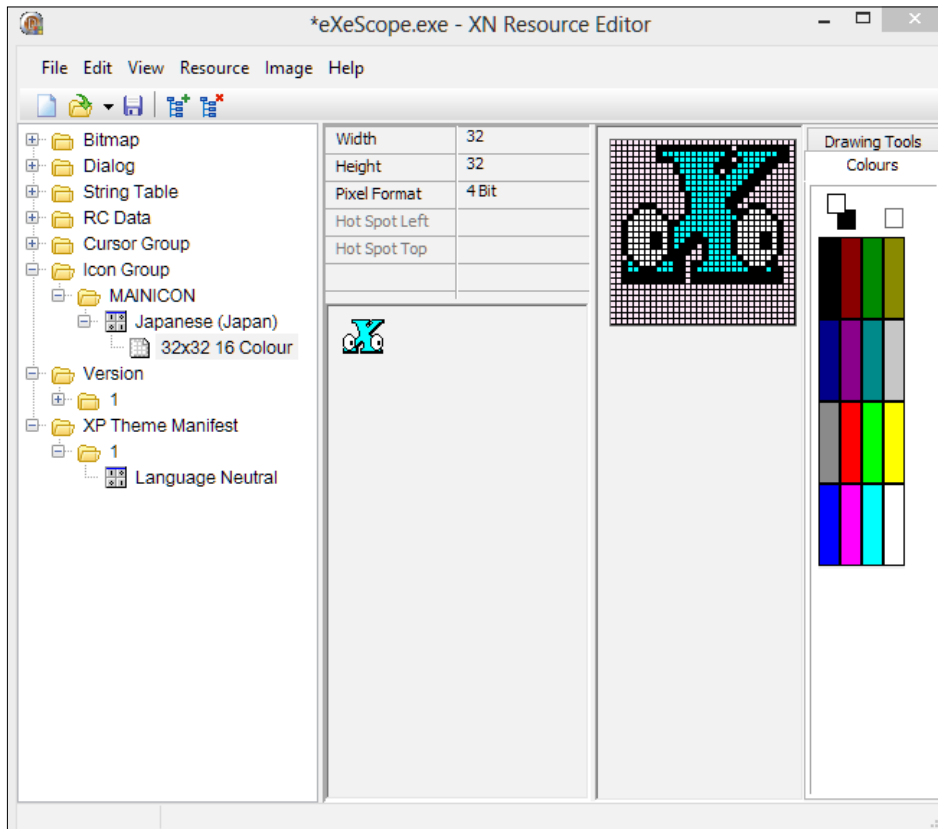 *eXeScope.exe - XN Resource Editor
File Edit View Resource Image Help
Bitmap
Dialog
String Table
RC Data
Cursor Group
Icon Group
MAINICON
Japanese (Japan)
32x32 16 Colour
Version
1
XP Theme Manifest
1
Language Neutral
Width 32
Height 32
Pixel Format 4 Bit
Hot Spot Left
Hot Spot Top
Drawing Tools
Colours